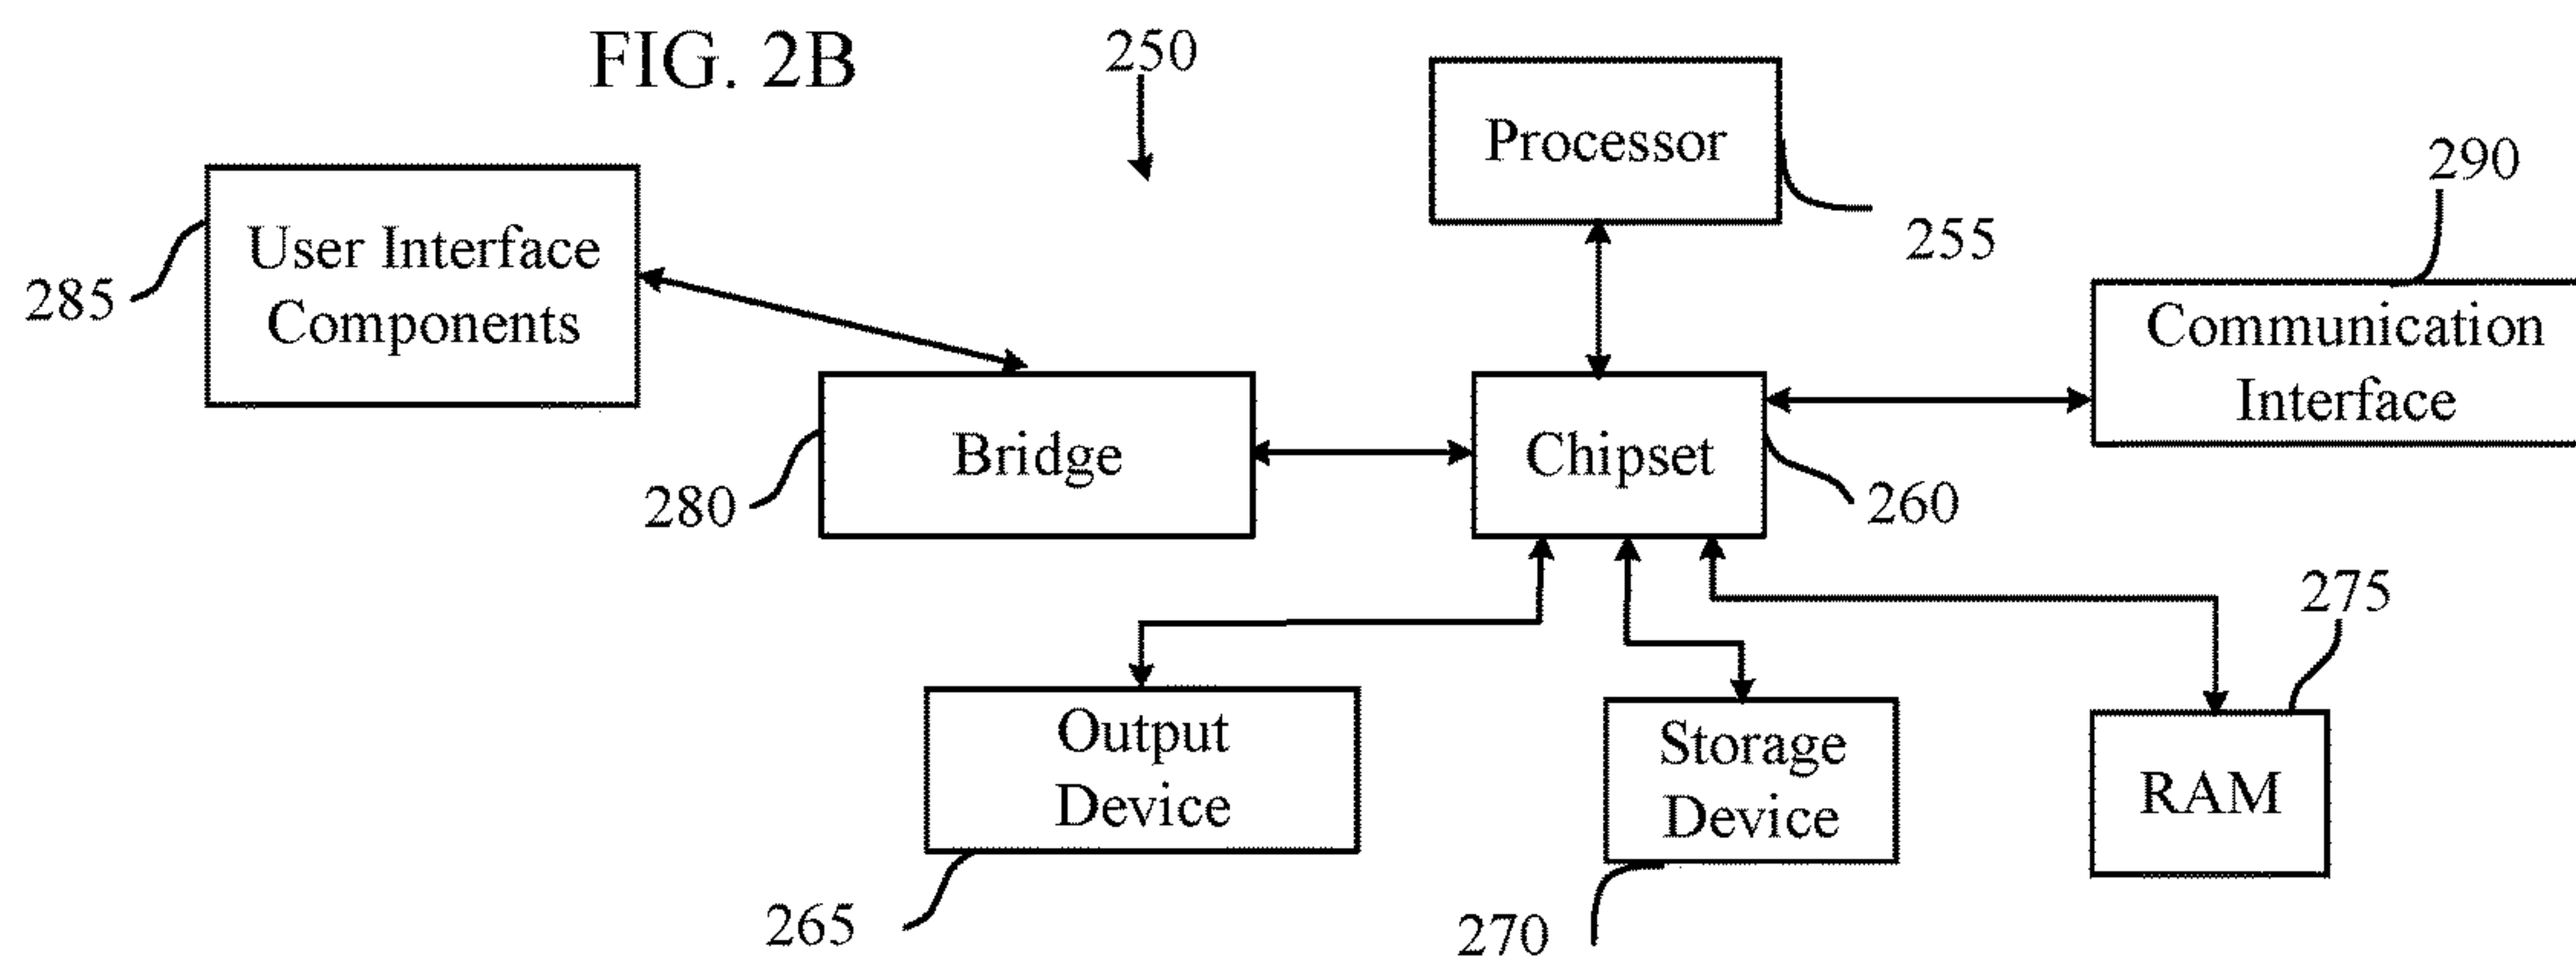 FIG. 2B
250
Processor
255
290
User Interface
Components
285
Communication
Interface
Bridge
280
Chipset
260
275
Output
Device
265
Storage
Device
270
RAM